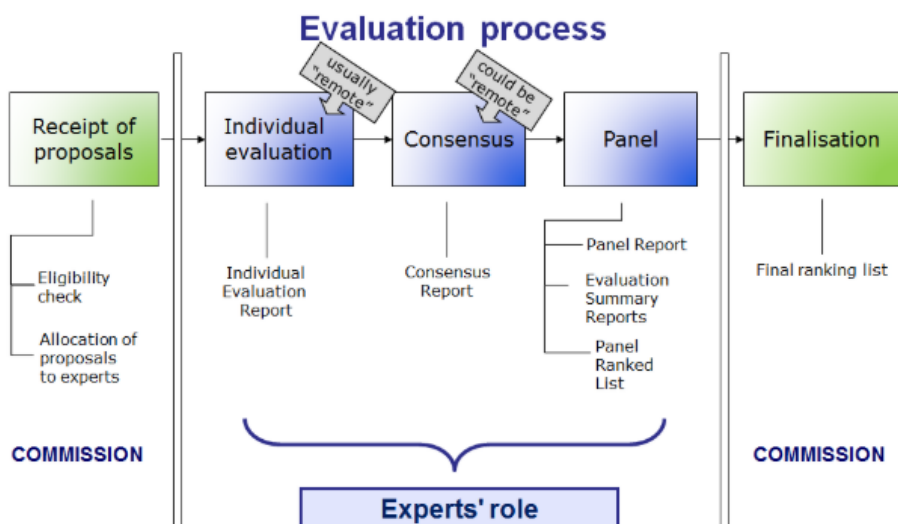 Evaluation process
usually
"remote"
could be
"remote"
Receipt of
proposals
Individual
evaluation
Consensus
Panel
Finalisation
Eligibility
check
Allocation of
proposals
to experts
Individual
Evaluation
Report
Consensus
Report
Panel Report
Evaluation
Summary
Reports
Panel
Ranked
List
Final ranking list
COMMISSION
COMMISSION
Experts' role